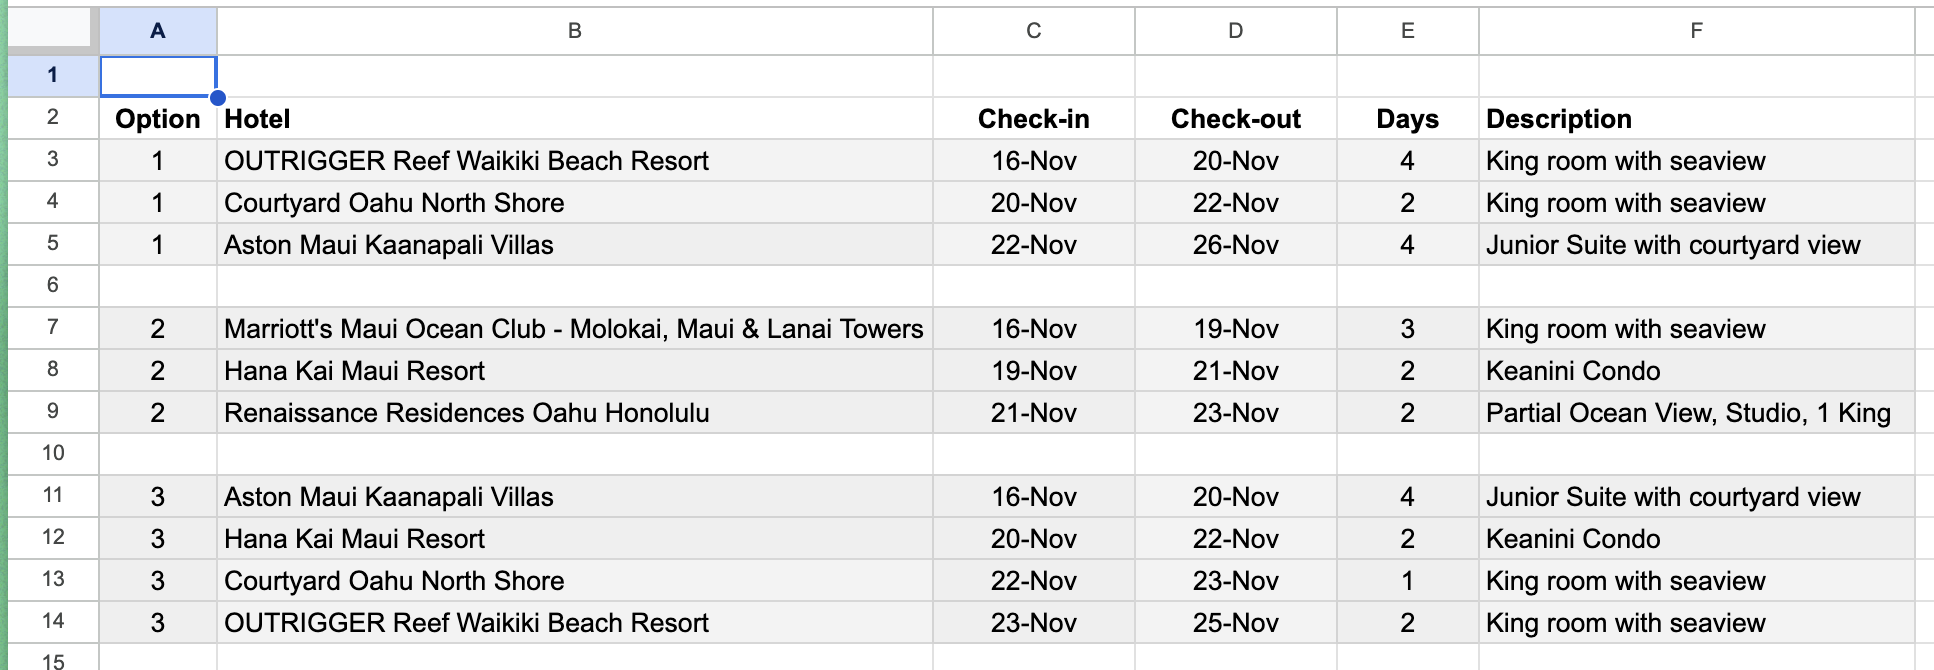 A B C D E F
1
2 Option Hotel Check-in Check-out Days Description
3 1 OUTRIGGER Reef Waikiki Beach Resort 16-Nov 20-Nov 4 King room with seaview
4 1 Courtyard Oahu North Shore 20-Nov 22-Nov 2 King room with seaview
5 1 Aston Maui Kaanapali Villas 22-Nov 26-Nov 4 Junior Suite with courtyard view
6
7 2 Marriott's Maui Ocean Club - Molokai, Maui & Lanai Towers 16-Nov 19-Nov 3 King room with seaview
8 2 Hana Kai Maui Resort 19-Nov 21-Nov 2 Keanini Condo
9 2 Renaissance Residences Oahu Honolulu 21-Nov 23-Nov 2 Partial Ocean View, Studio, 1 King
10
11 3 Aston Maui Kaanapali Villas 16-Nov 20-Nov 4 Junior Suite with courtyard view
12 3 Hana Kai Maui Resort 20-Nov 22-Nov 2 Keanini Condo
13 3 Courtyard Oahu North Shore 22-Nov 23-Nov 1 King room with seaview
14 3 OUTRIGGER Reef Waikiki Beach Resort 23-Nov 25-Nov 2 King room with seaview
15